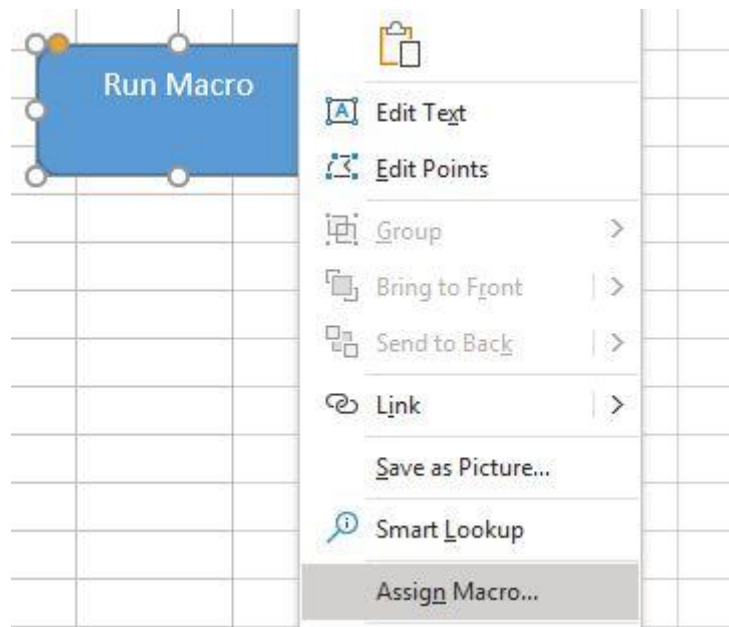 Run Macro
Edit Text
Edit Points
Group
Bring to Front
Send to Back
Link
Save as Picture...
Smart Lookup
Assign Macro...